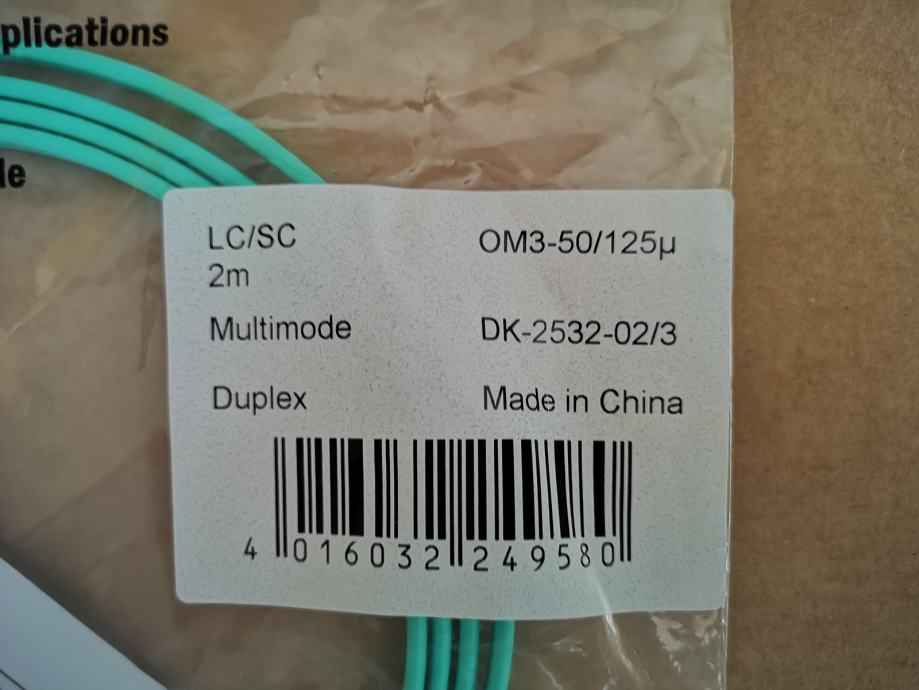 plications
le
LC/SC
OM3-50/125µ
2m
Multimode
DK-2532-02/3
Duplex
Made in China
4 016032 249580